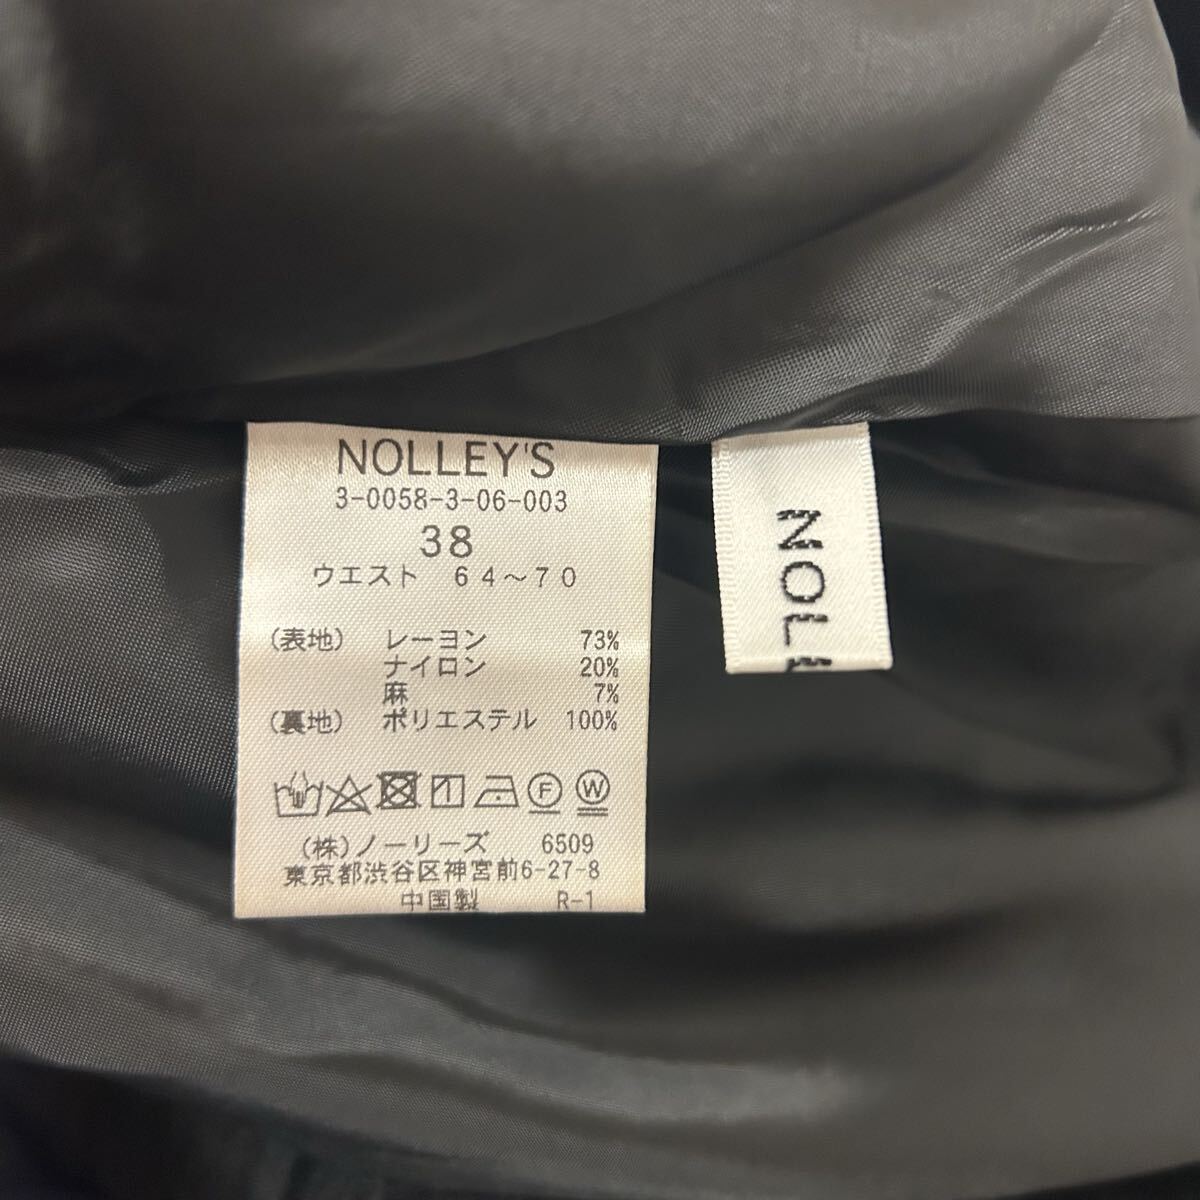 NOLLEY'S
3-0058-3-06-003
38
ウエスト 64～70
(表地) レーヨン 73%
ナイロン 20%
麻 7%
(裏地) ポリエステル 100%
F W
(株)ノーリーズ 6509
東京都渋谷区神宮前6-27-8
中国製 R-1
NOL